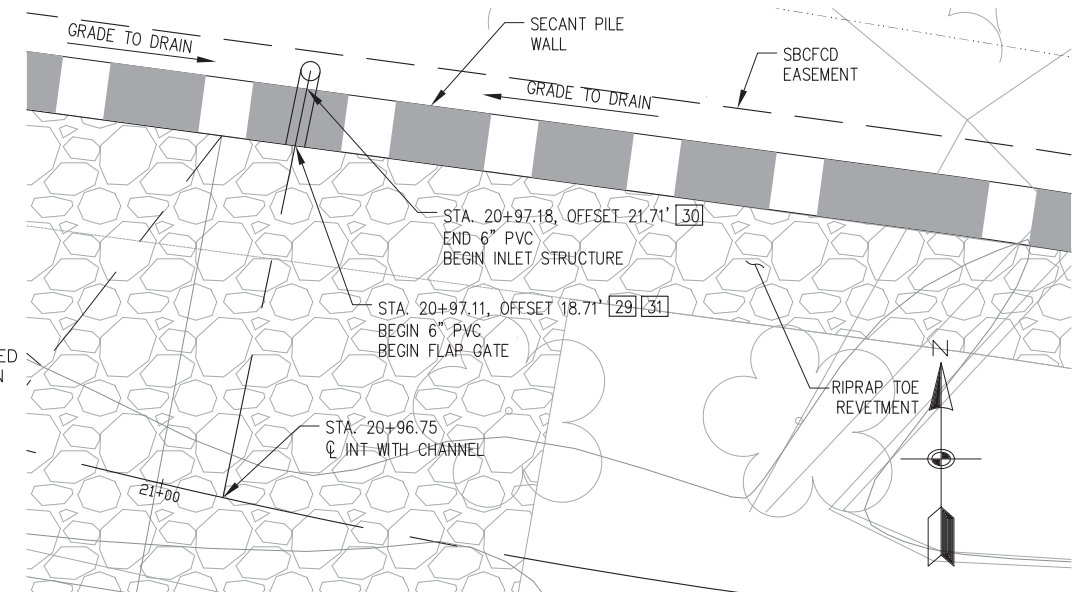 GRADE TO DRAIN
SECANT PILE
WALL
SBCFCD
EASEMENT
GRADE TO DRAIN
STA. 20+97.18, OFFSET 21.71' 30
END 6" PVC
BEGIN INLET STRUCTURE
STA. 20+97.11, OFFSET 18.71' 29 31
BEGIN 6" PVC
BEGIN FLAP GATE
ED
N
N
RIPRAP TOE
REVETMENT
STA. 20+96.75
℄ INT WITH CHANNEL
21+00